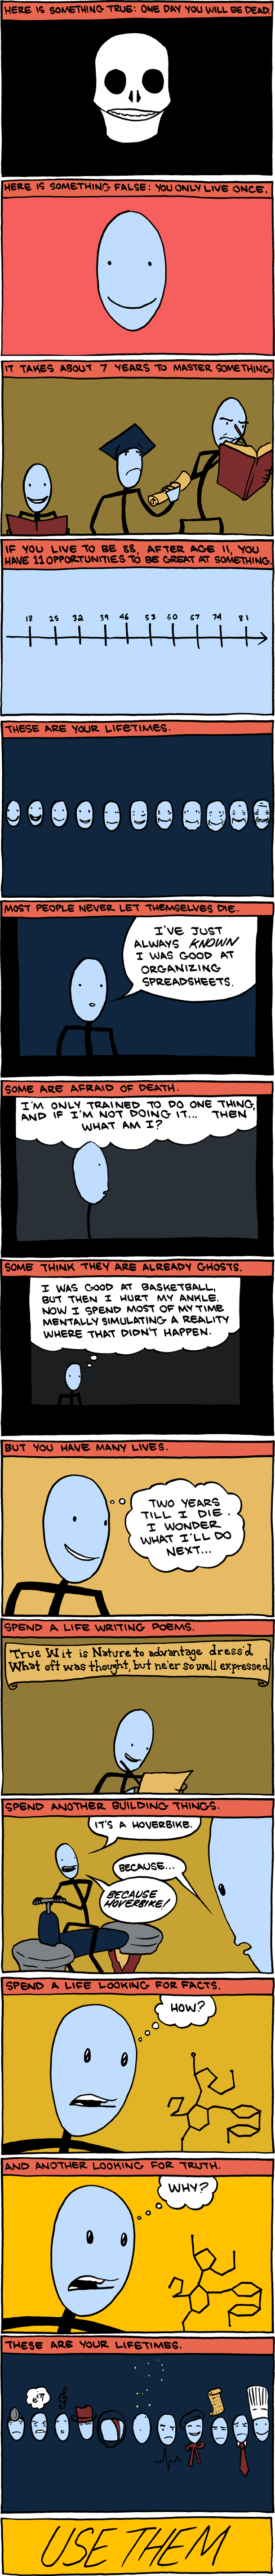 HERE IS SOMETHING TRUE: ONE DAY YOU WILL BE DEAD.
HERE IS SOMETHING FALSE: YOU ONLY LIVE ONCE.
IT TAKES ABOUT 7 YEARS TO MASTER SOMETHING.
IF YOU LIVE TO BE 88, AFTER AGE 11, YOU
HAVE 11 OPPORTUNITIES TO BE GREAT AT SOMETHING.
18 25 32 39 46 53 60 67 74 81
THESE ARE YOUR LIFETIMES.
MOST PEOPLE NEVER LET THEMSELVES DIE.
I'VE JUST
ALWAYS KNOWN
I WAS GOOD AT
ORGANIZING
SPREADSHEETS.
SOME ARE AFRAID OF DEATH.
I'M ONLY TRAINED TO DO ONE THING,
AND IF I'M NOT DOING IT... THEN
WHAT AM I?
SOME THINK THEY ARE ALREADY GHOSTS.
I WAS GOOD AT BASKETBALL,
BUT THEN I HURT MY ANKLE.
NOW I SPEND MOST OF MY TIME
MENTALLY SIMULATING A REALITY
WHERE THAT DIDN'T HAPPEN.
BUT YOU HAVE MANY LIVES.
TWO YEARS
TILL I DIE.
I WONDER
WHAT I'LL DO
NEXT...
SPEND A LIFE WRITING POEMS.
True Wit is Nature to advantage dress'd
What oft was thought, but ne'er so well expressed
SPEND ANOTHER BUILDING THINGS.
IT'S A HOVERBIKE.
BECAUSE...
BECAUSE
HOVERBIKE!
SPEND A LIFE LOOKING FOR FACTS.
HOW?
AND ANOTHER LOOKING FOR TRUTH.
WHY?
THESE ARE YOUR LIFETIMES.
USE THEM